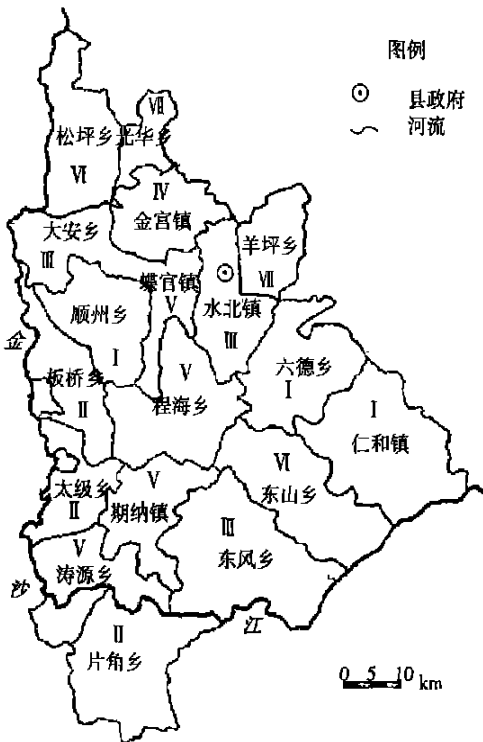 图例
县政府
河流
Ⅶ
松坪乡 光华乡
Ⅵ
Ⅳ
金宫镇
大安乡
Ⅲ
羊坪乡
Ⅶ
蝶官镇
Ⅴ
水北镇
Ⅲ
顺州乡
Ⅰ
金
板桥乡
Ⅱ
Ⅴ
程海乡
六德乡
Ⅰ
Ⅰ
仁和镇
太级乡
Ⅱ
Ⅴ
期纳镇
Ⅵ
东山乡
Ⅲ
东风乡
Ⅴ
涛源乡
沙
江
Ⅱ
片角乡
0 5 10 km